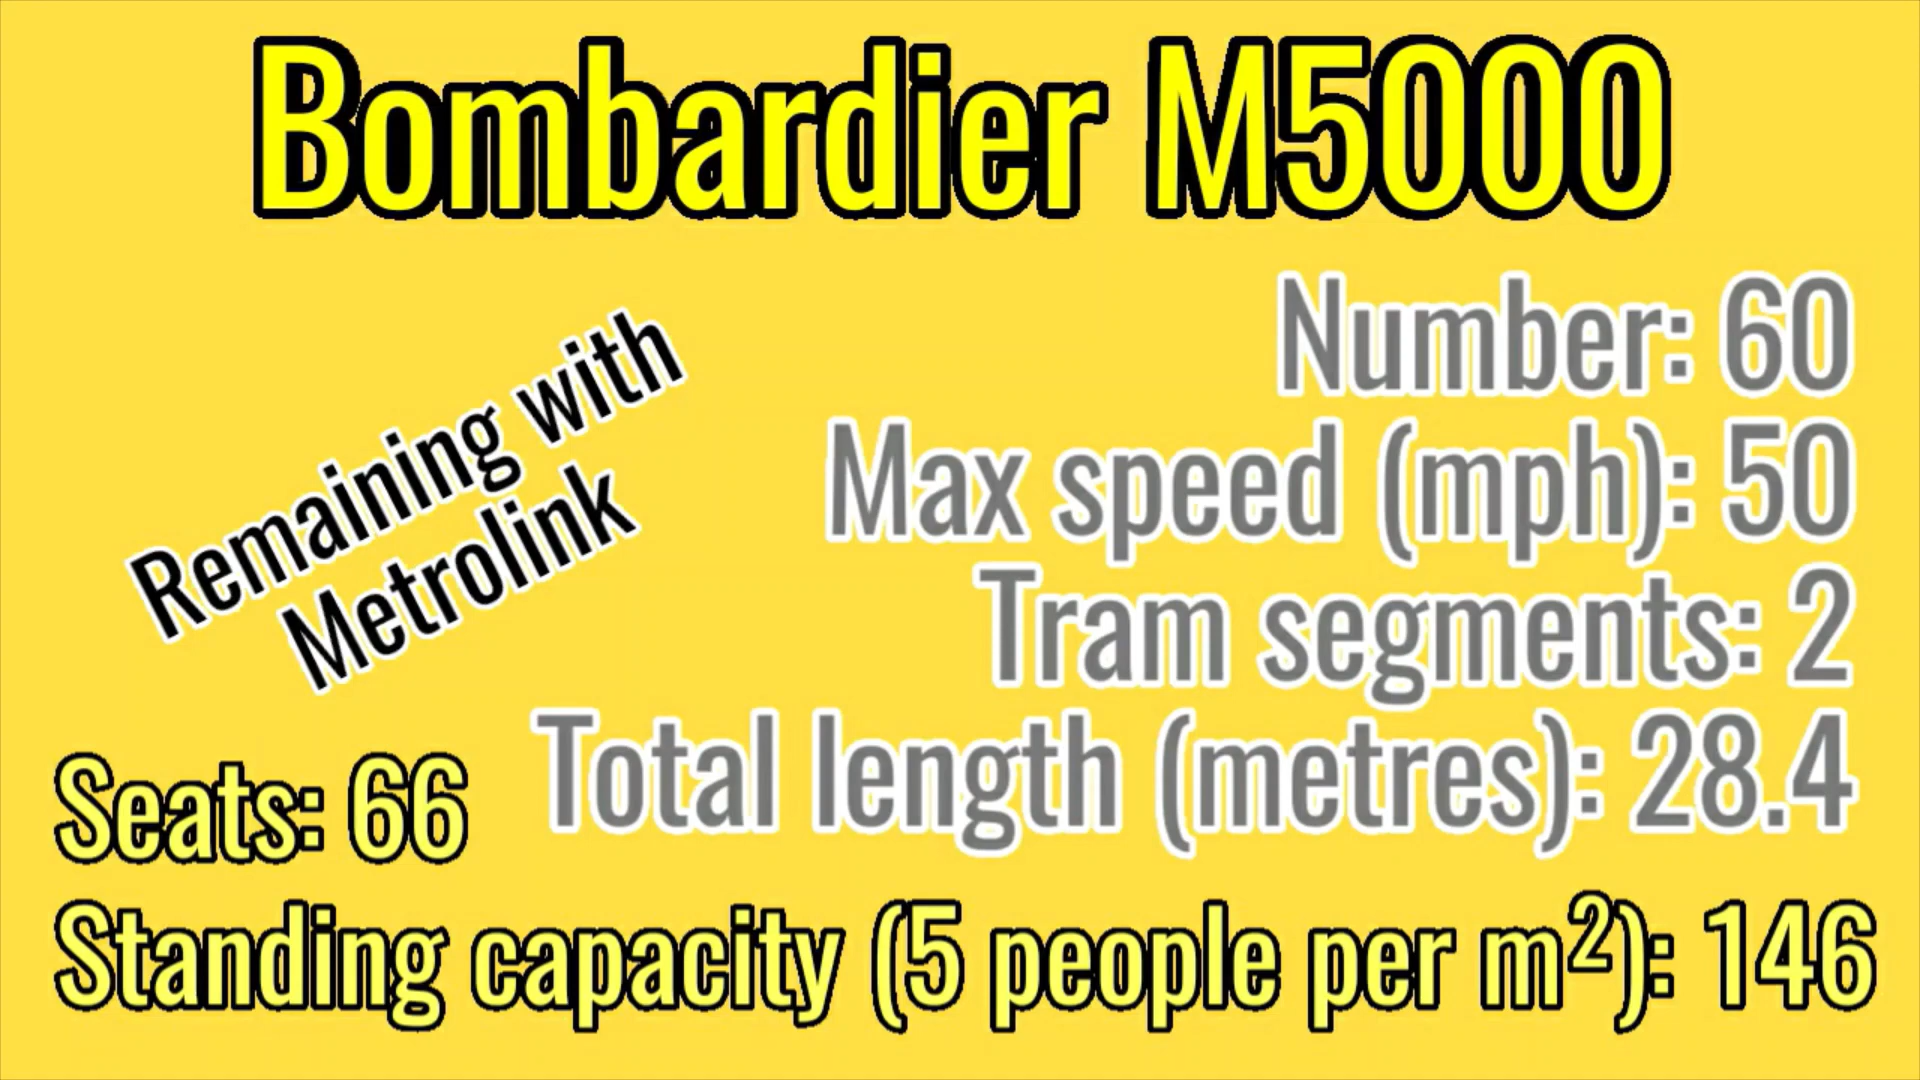 Bombardier M5000
Number: 60
Remaining with
Metrolink
Max speed (mph): 50
Tram segments: 2
Total length (metres): 28.4
Seats: 66
Standing capacity (5 people per m²): 146